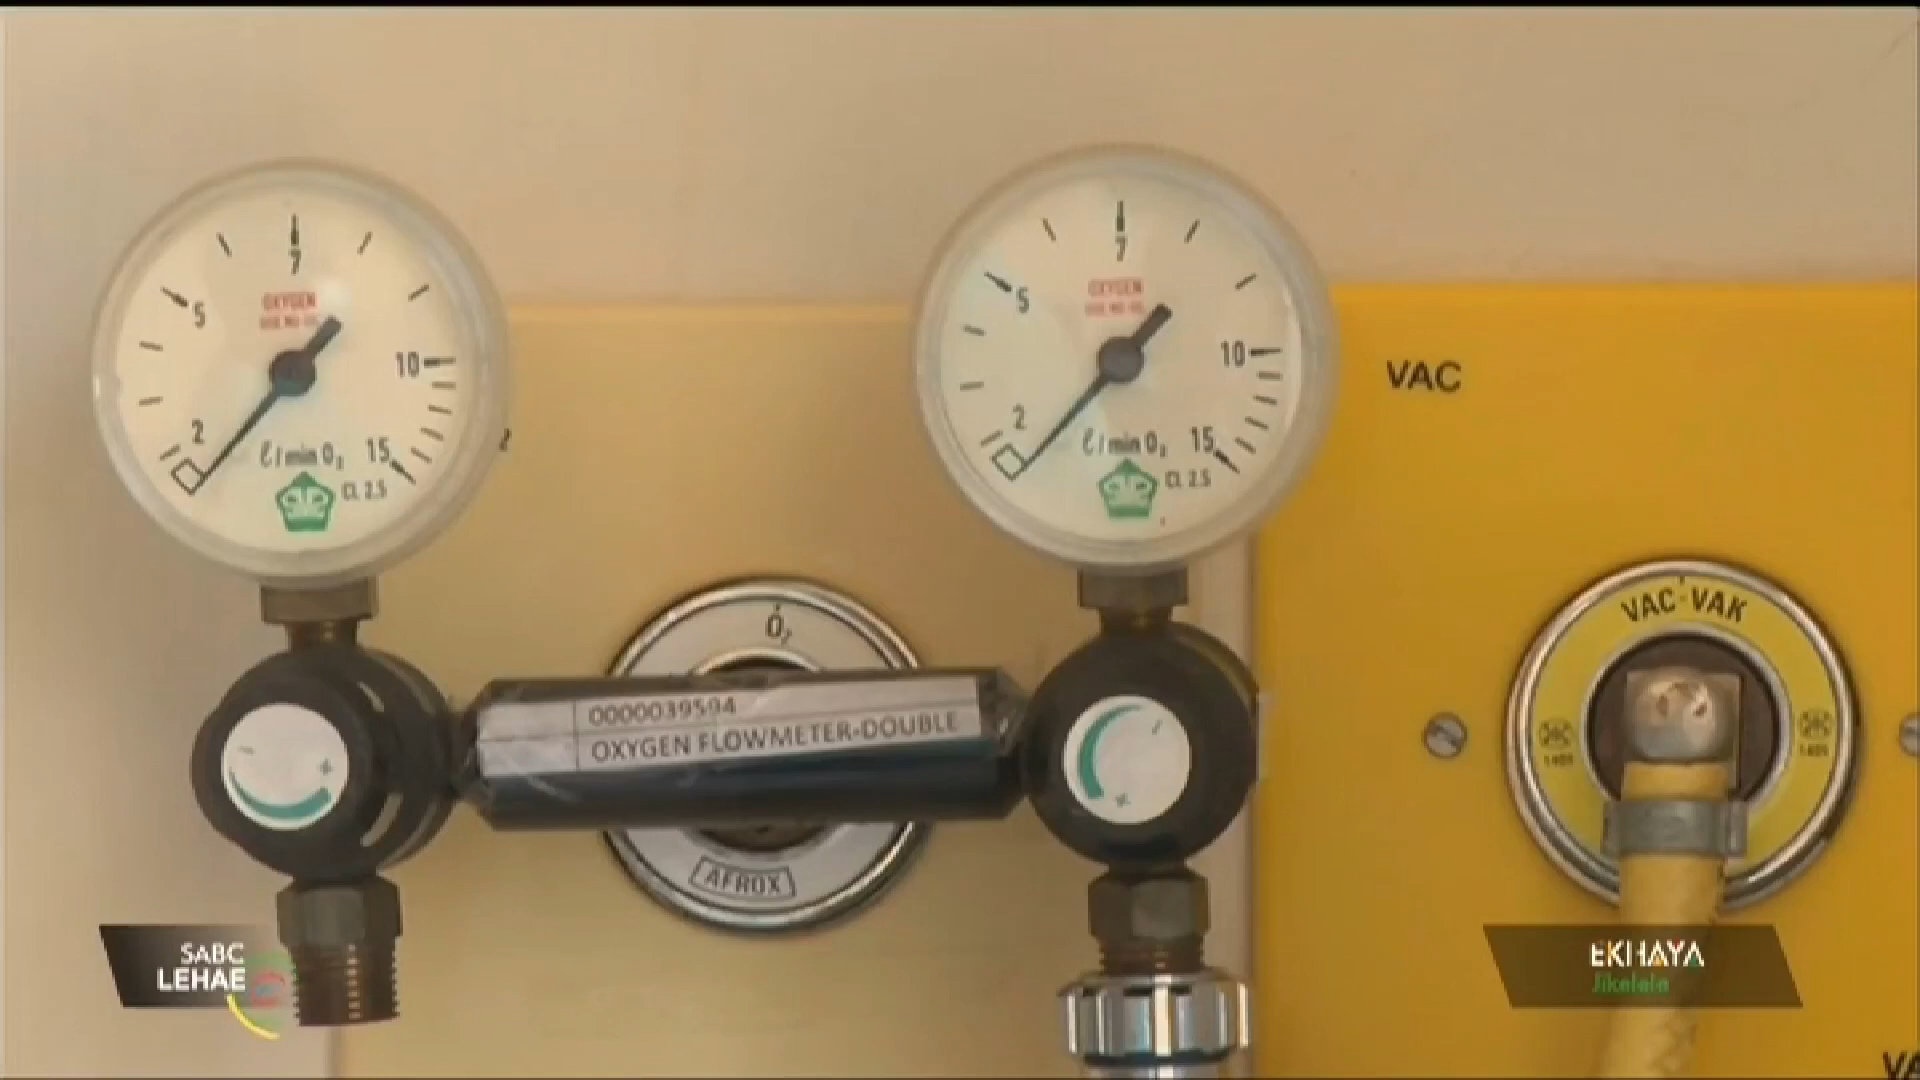 7
5
OXYGEN
10
2
l/min O₂
15
CL 2.5
7
5
OXYGEN
10
2
l/min O₂
15
CL 2.5
VAC
VAC-VAK
O₂
0000039594
OXYGEN FLOWMETER-DOUBLE
AFROX
SABC
LEHAE
EKHAYA
Jikelele